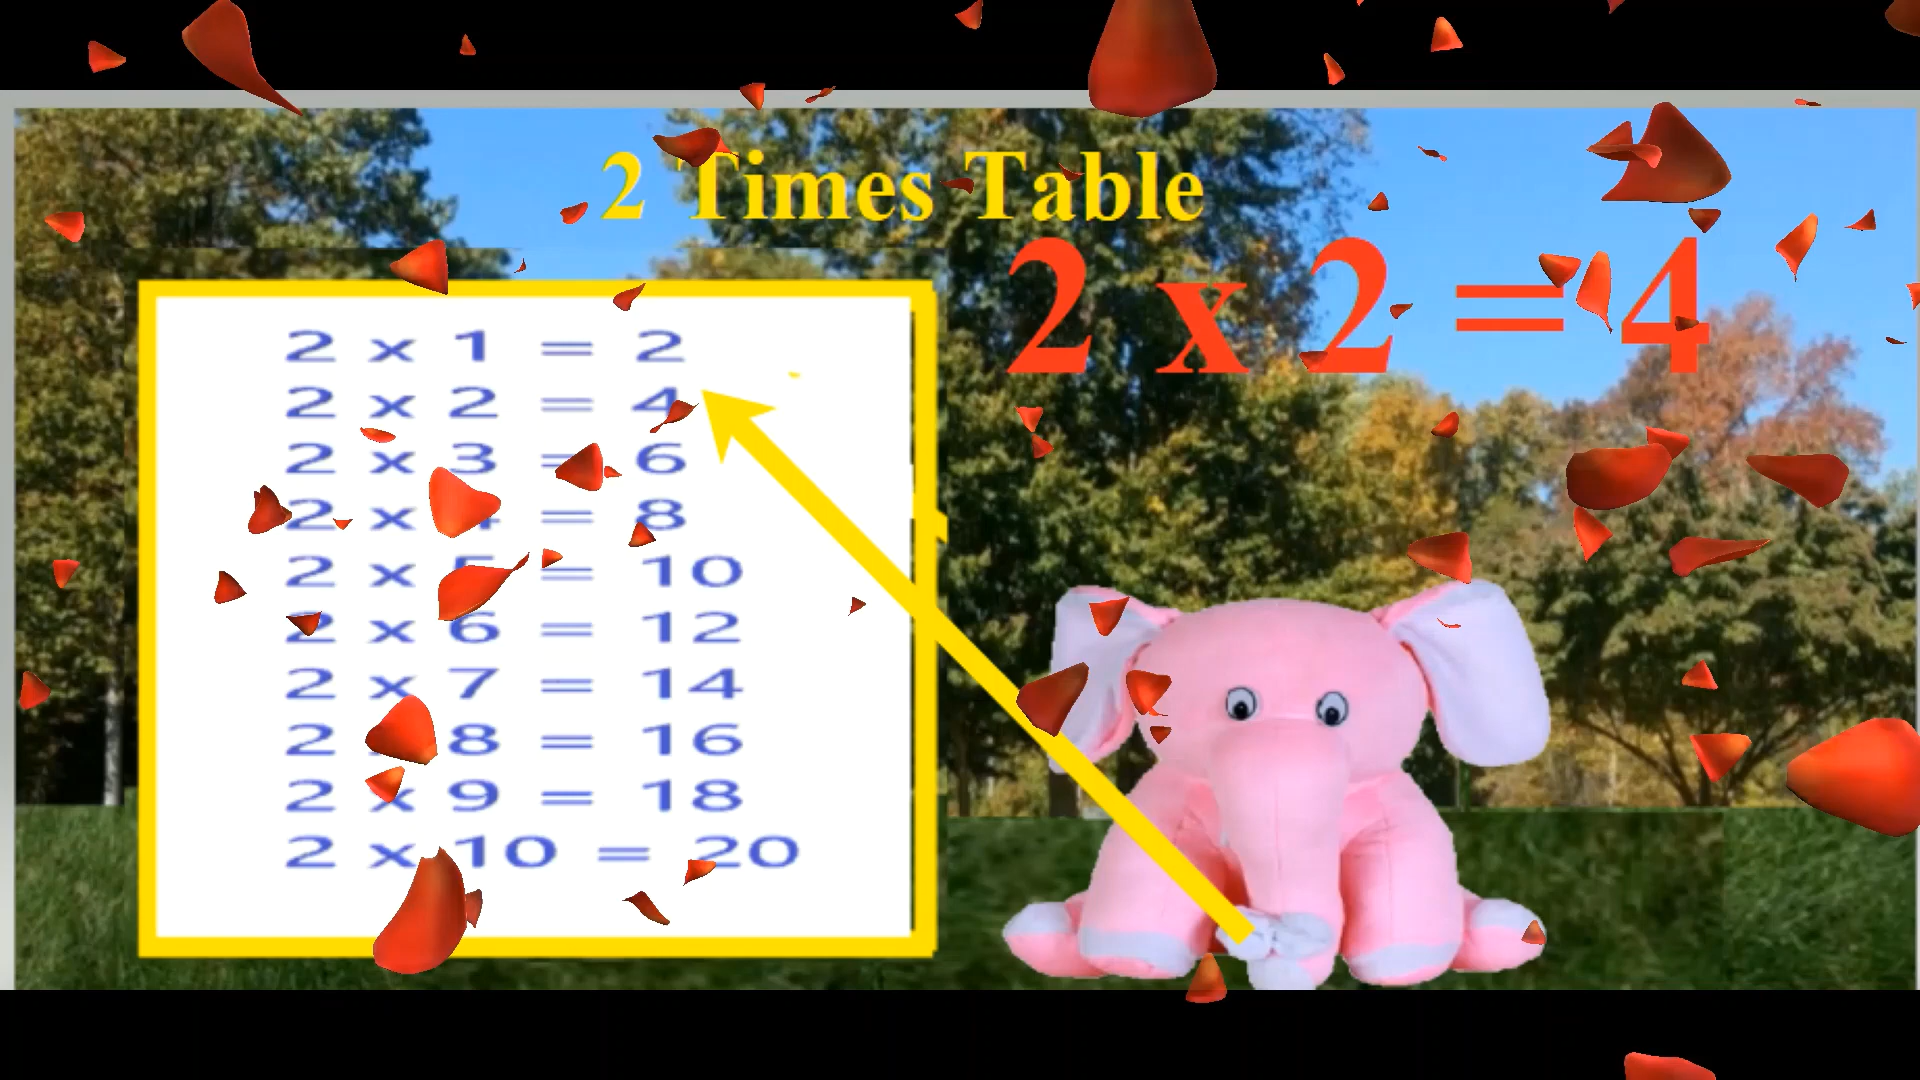 2 Times Table
2 x 2 = 4
2 x 1 = 2
2 x 2 = 4
2 x 3 = 6
2 x 4 = 8
2 x 5 = 10
2 x 6 = 12
2 x 7 = 14
2 x 8 = 16
2 x 9 = 18
2 x 10 = 20